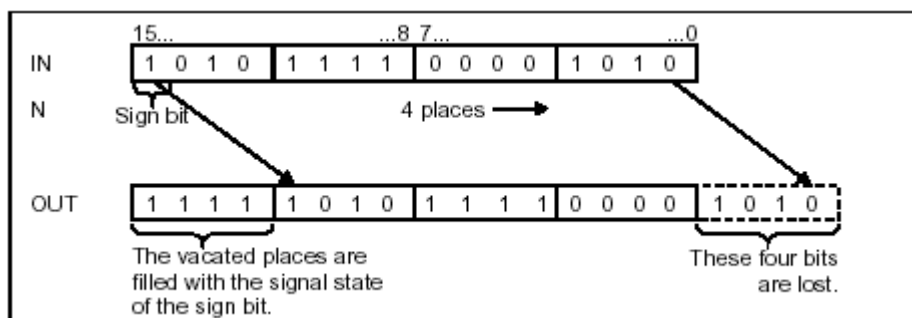 15... ...8 7... ...0
IN 1 0 1 0 1 1 1 1 0 0 0 0 1 0 1 0
Sign bit
N 4 places
OUT 1 1 1 1 1 0 1 0 1 1 1 1 0 0 0 0 1 0 1 0
The vacated places are
filled with the signal state
of the sign bit.
These four bits
are lost.